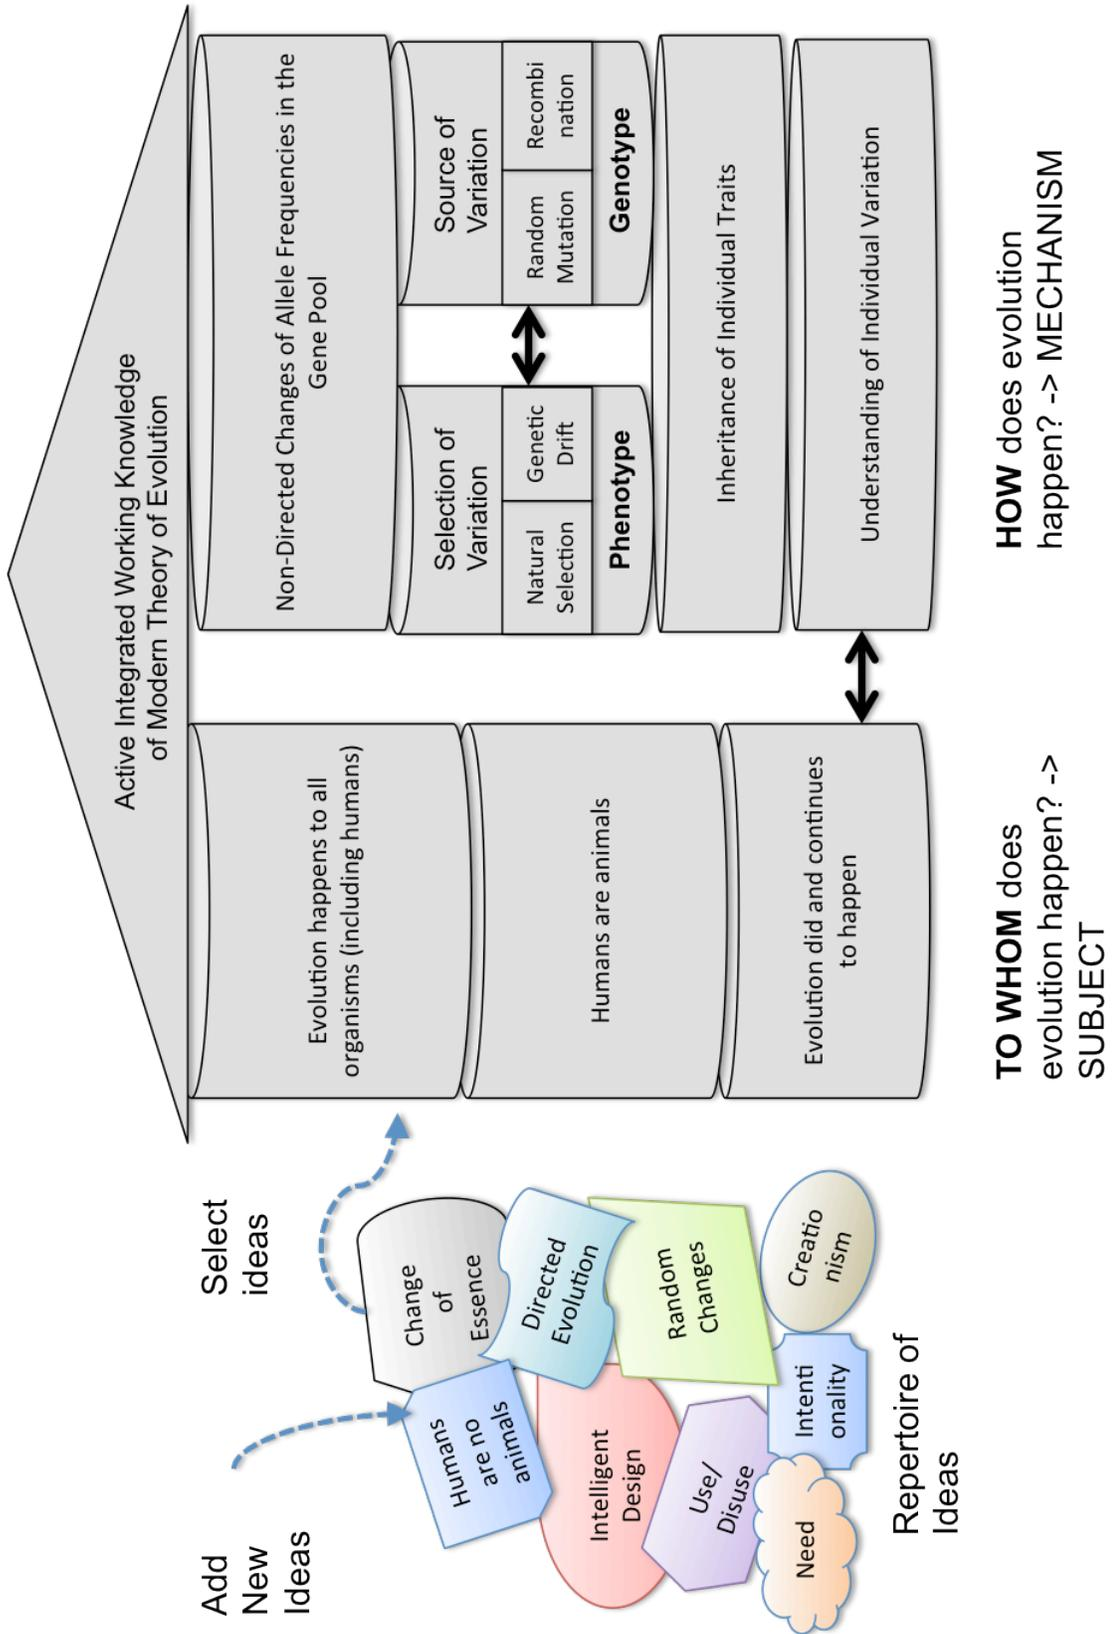 Add
New
Ideas
Select
ideas
Humans
are no
animals
Change
of
Essence
Intelligent
Design
Directed
Evolution
Use/
Disuse
Random
Changes
Need
Intenti
onality
Creatio
nism
Repertoire of
Ideas
Active Integrated Working Knowledge
of Modern Theory of Evolution
Evolution happens to all
organisms (including humans)
Humans are animals
Evolution did and continues
to happen
TO WHOM does
evolution happen? ->
SUBJECT
Non-Directed Changes of Allele Frequencies in the
Gene Pool
Selection of
Variation
Natural
Selection
Genetic
Drift
Phenotype
Source of
Variation
Random
Mutation
Recombi
nation
Genotype
Inheritance of Individual Traits
Understanding of Individual Variation
HOW does evolution
happen? -> MECHANISM